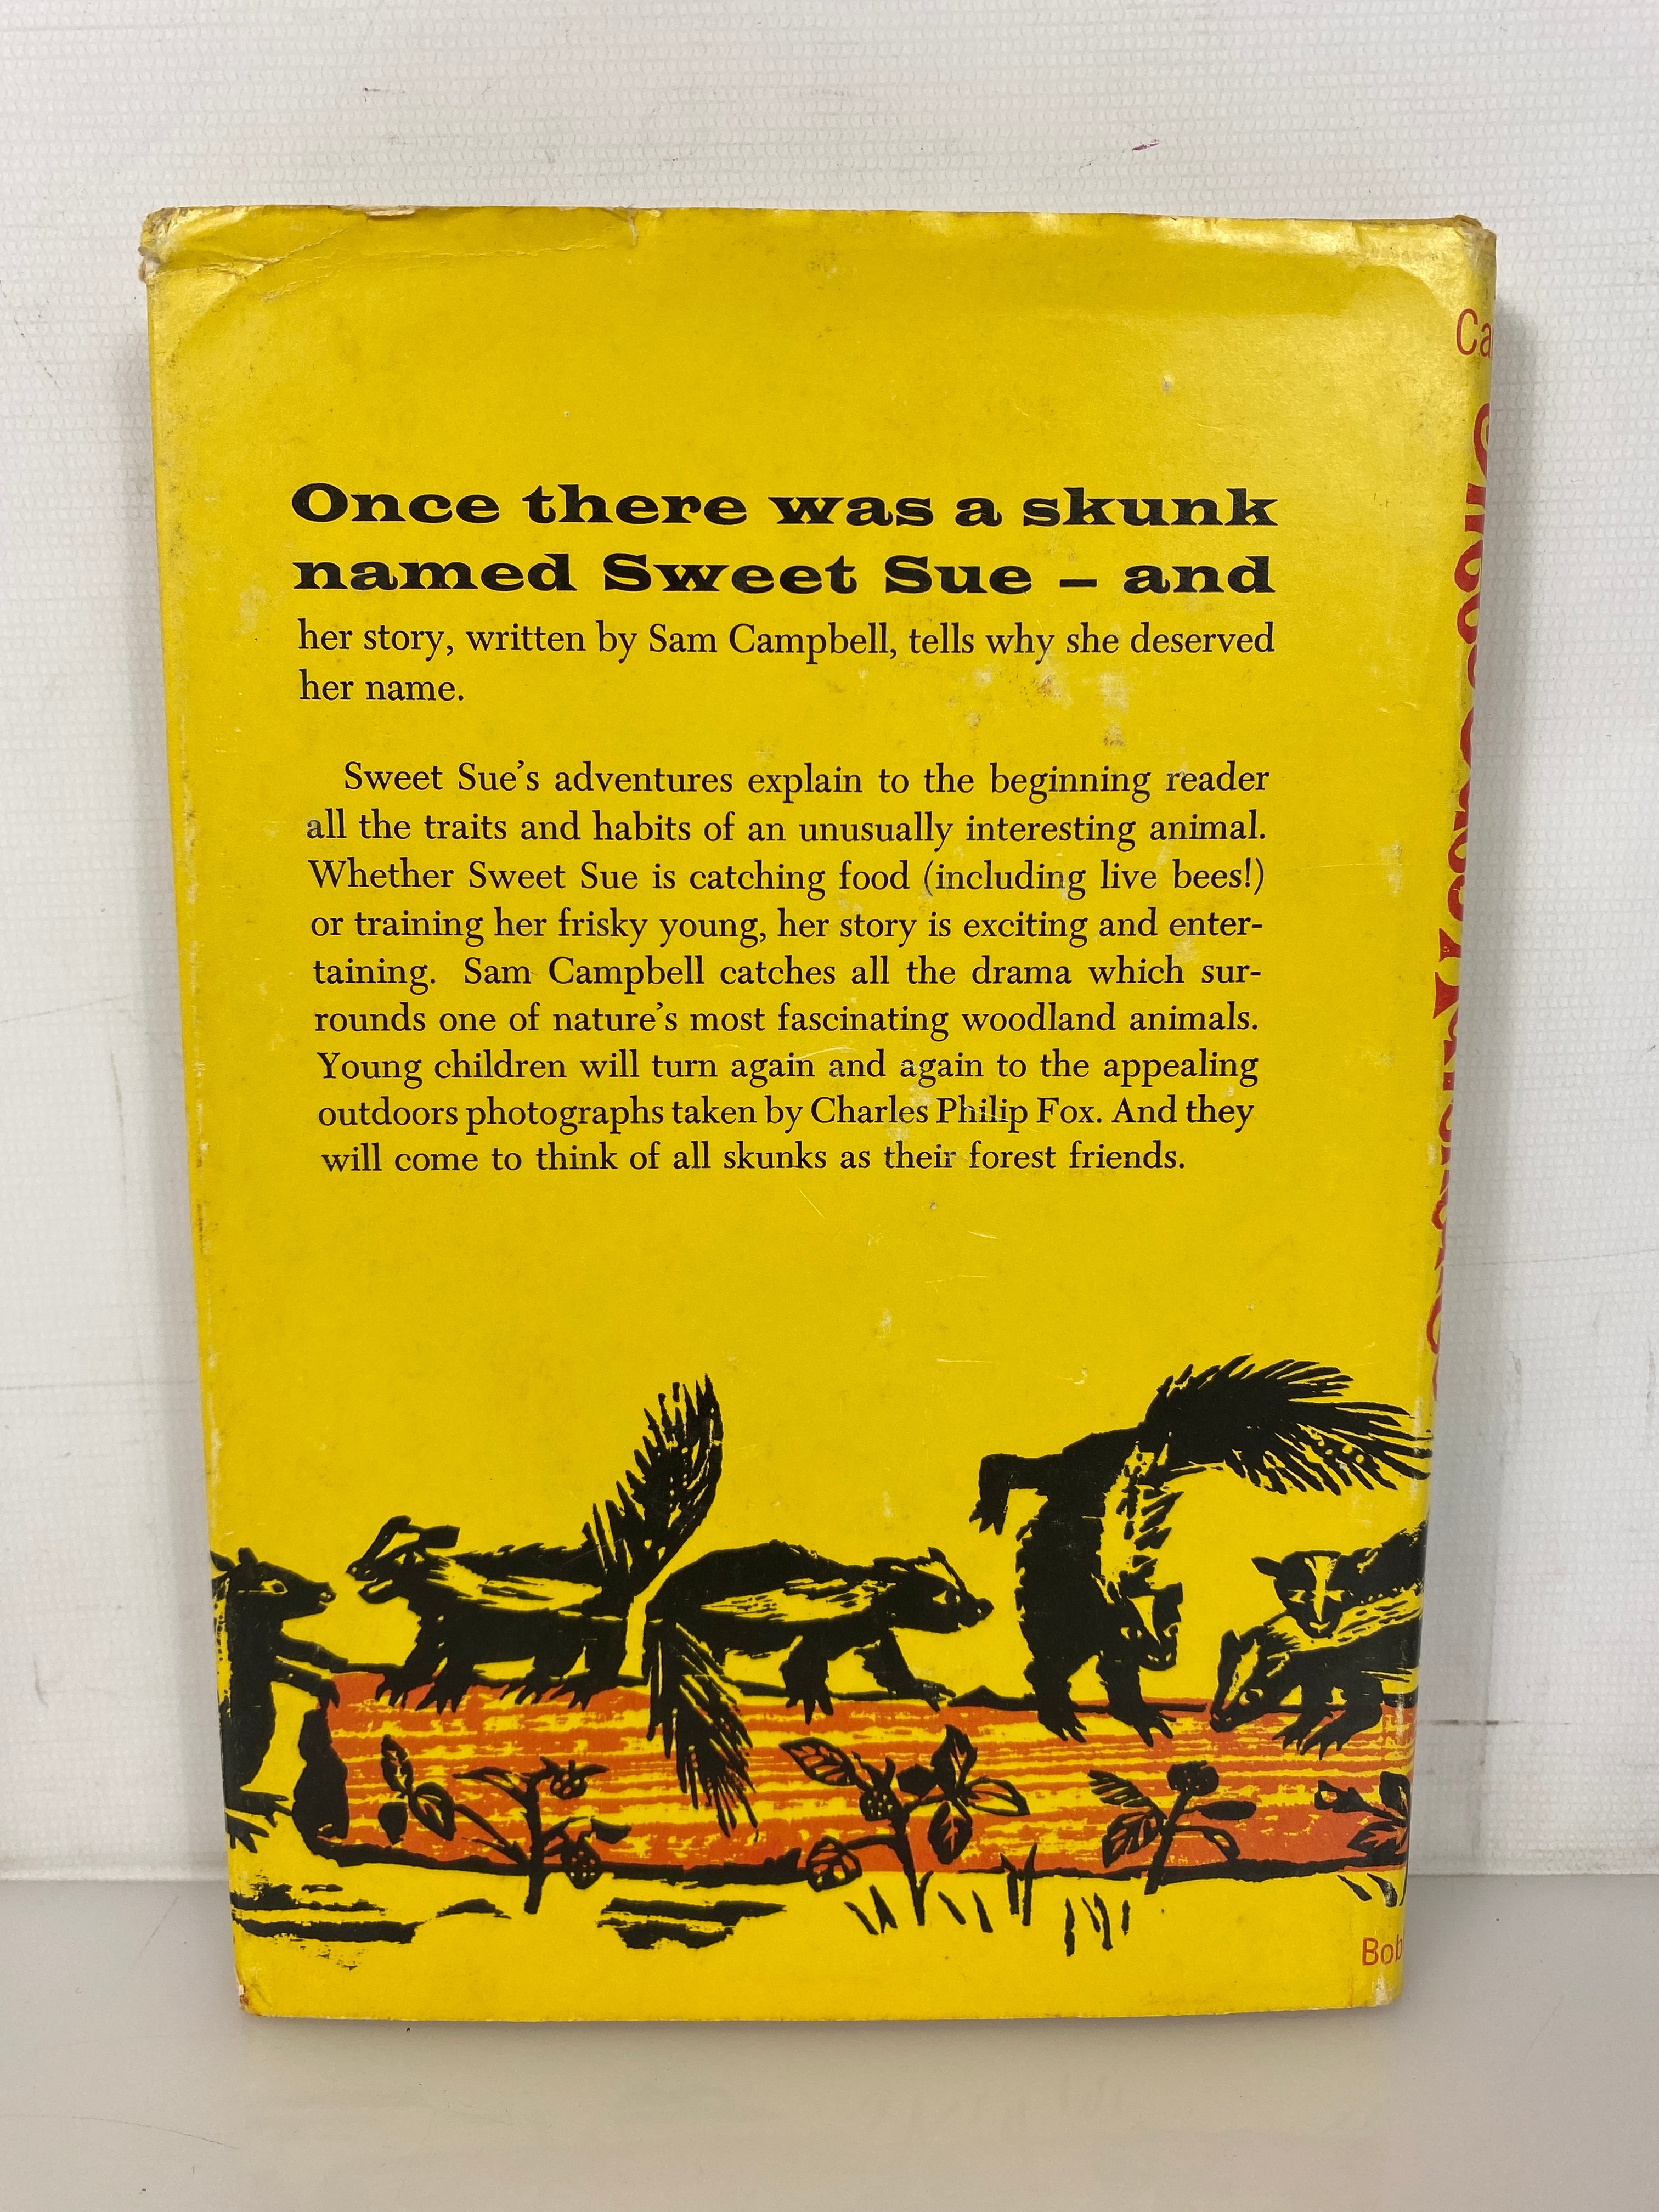 Once there was a skunk
named Sweet Sue – and
her story, written by Sam Campbell, tells why she deserved
her name.
Sweet Sue's adventures explain to the beginning reader
all the traits and habits of an unusually interesting animal.
Whether Sweet Sue is catching food (including live bees!)
or training her frisky young, her story is exciting and enter-
taining. Sam Campbell catches all the drama which sur-
rounds one of nature's most fascinating woodland animals.
Young children will turn again and again to the appealing
outdoors photographs taken by Charles Philip Fox. And they
will come to think of all skunks as their forest friends.
Ca
Bob